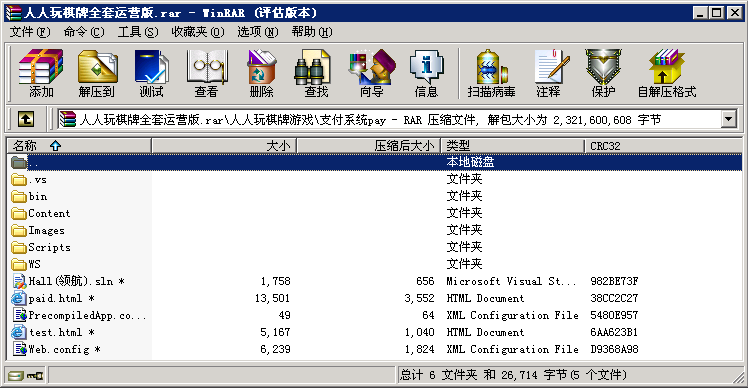 人人玩棋牌全套运营版.rar - WinRAR (评估版本)
文件(F) 命令(C) 工具(S) 收藏夹(O) 选项(N) 帮助(H)
添加 解压到 测试 查看 删除 查找 向导 信息 扫描病毒 注释 保护 自解压格式
人人玩棋牌全套运营版.rar\人人玩棋牌游戏\支付系统pay - RAR 压缩文件, 解包大小为 2,321,600,608 字节
名称 大小 压缩后大小 类型 CRC32
.. 本地磁盘
.vs 文件夹
bin 文件夹
Content 文件夹
Images 文件夹
Scripts 文件夹
WS 文件夹
Hall(领航).sln * 1,758 656 Microsoft Visual St... 982BE73F
paid.html * 13,501 3,552 HTML Document 38CC2C27
PrecompiledApp.co... 49 64 XML Configuration File 5480E957
test.html * 5,167 1,040 HTML Document 6AA623B1
Web.config * 6,239 1,824 XML Configuration File D9368A98
总计 6 文件夹 和 26,714 字节(5 个文件)